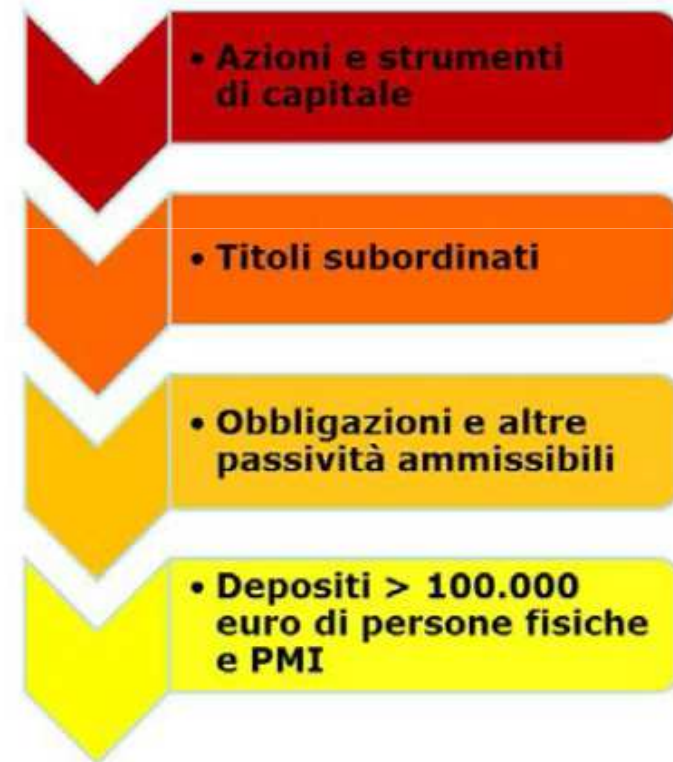 • Azioni e strumenti
di capitale
• Titoli subordinati
• Obbligazioni e altre
passività ammissibili
• Depositi > 100.000
euro di persone fisiche
e PMI